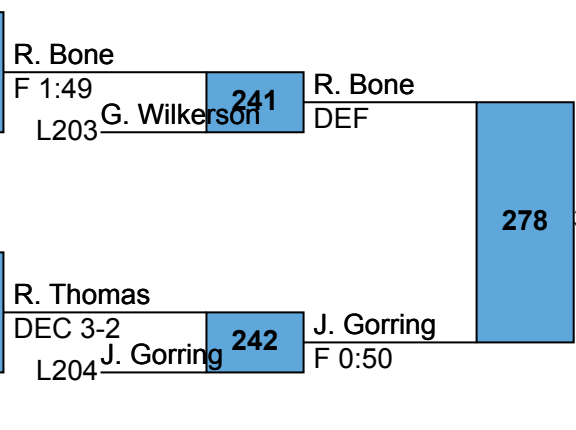 R. Bone
F 1:49
241
L203 G. Wilkerson
R. Bone
DEF
278
R. Thomas
DEC 3-2
242
L204 J. Gorring
J. Gorring
F 0:50